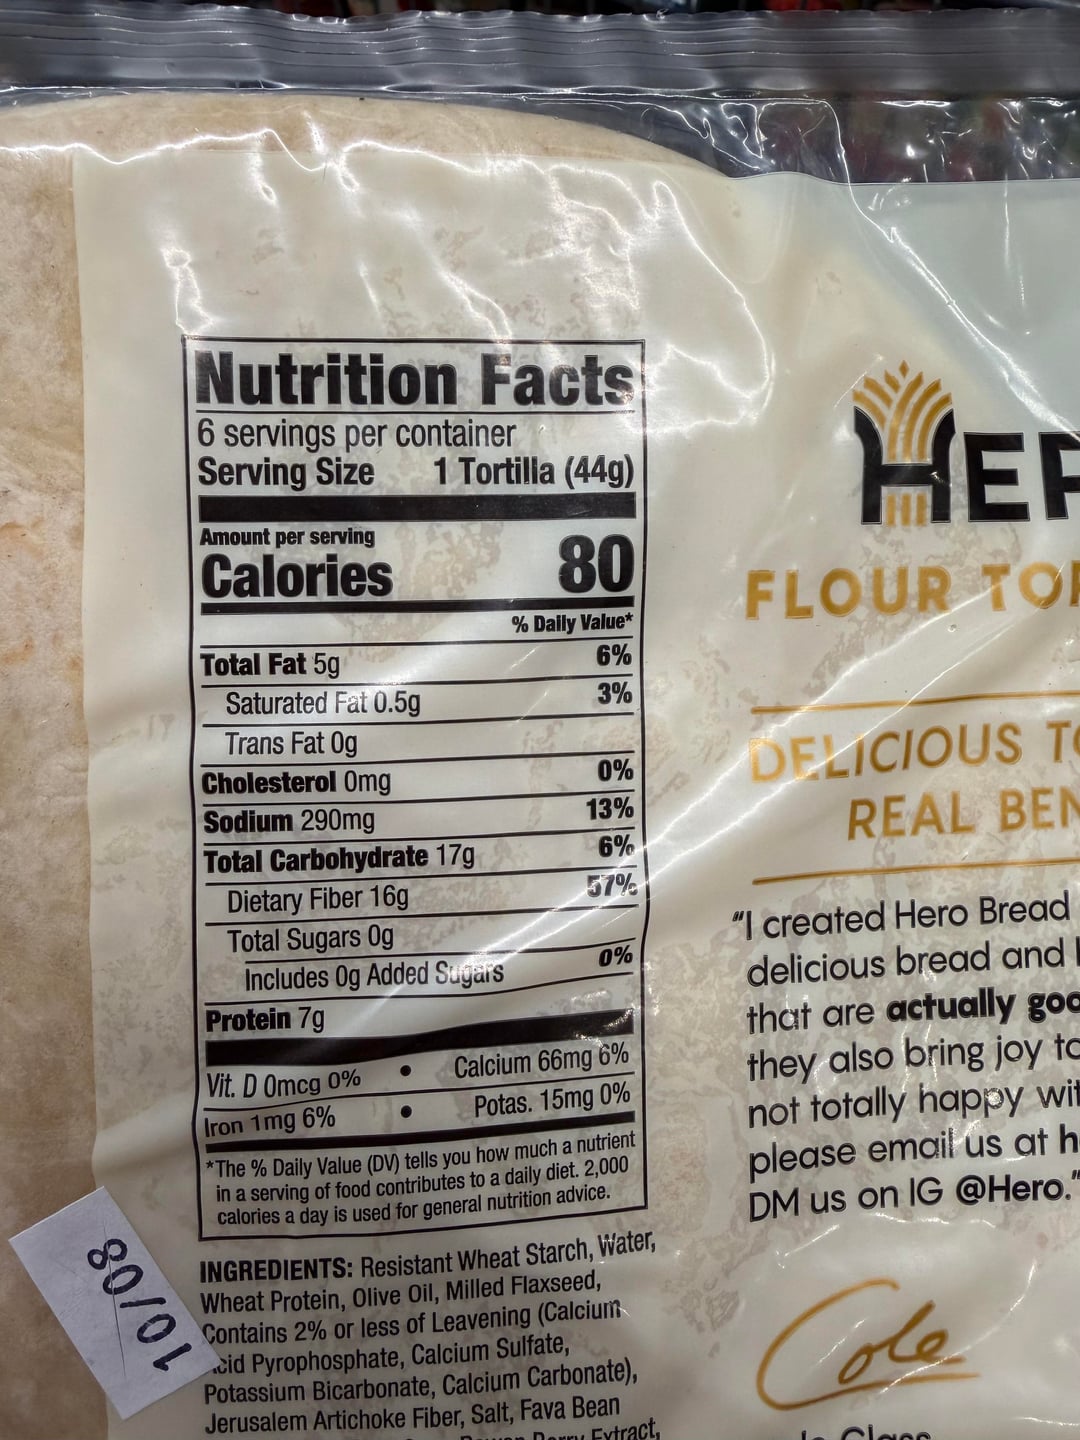 Nutrition Facts
6 servings per container
Serving Size 1 Tortilla (44g)
Amount per serving
Calories 80
% Daily Value*
Total Fat 5g 6%
Saturated Fat 0.5g 3%
Trans Fat 0g
Cholesterol 0mg 0%
Sodium 290mg 13%
Total Carbohydrate 17g 6%
Dietary Fiber 16g 57%
Total Sugars 0g
Includes 0g Added Sugars 0%
Protein 7g
Vit. D 0mcg 0% • Calcium 66mg 6%
Iron 1mg 6% • Potas. 15mg 0%
*The % Daily Value (DV) tells you how much a nutrient
in a serving of food contributes to a daily diet. 2,000
calories a day is used for general nutrition advice.
INGREDIENTS: Resistant Wheat Starch, Water,
Wheat Protein, Olive Oil, Milled Flaxseed,
Contains 2% or less of Leavening (Calcium
cid Pyrophosphate, Calcium Sulfate,
Potassium Bicarbonate, Calcium Carbonate),
Jerusalem Artichoke Fiber, Salt, Fava Bean
Extract,
10/08
HER
FLOUR TOR
DELICIOUS TO
REAL BEN
"I created Hero Bread
delicious bread and
that are actually goo
they also bring joy to
not totally happy wit
please email us at h
DM us on IG @Hero."
Cole